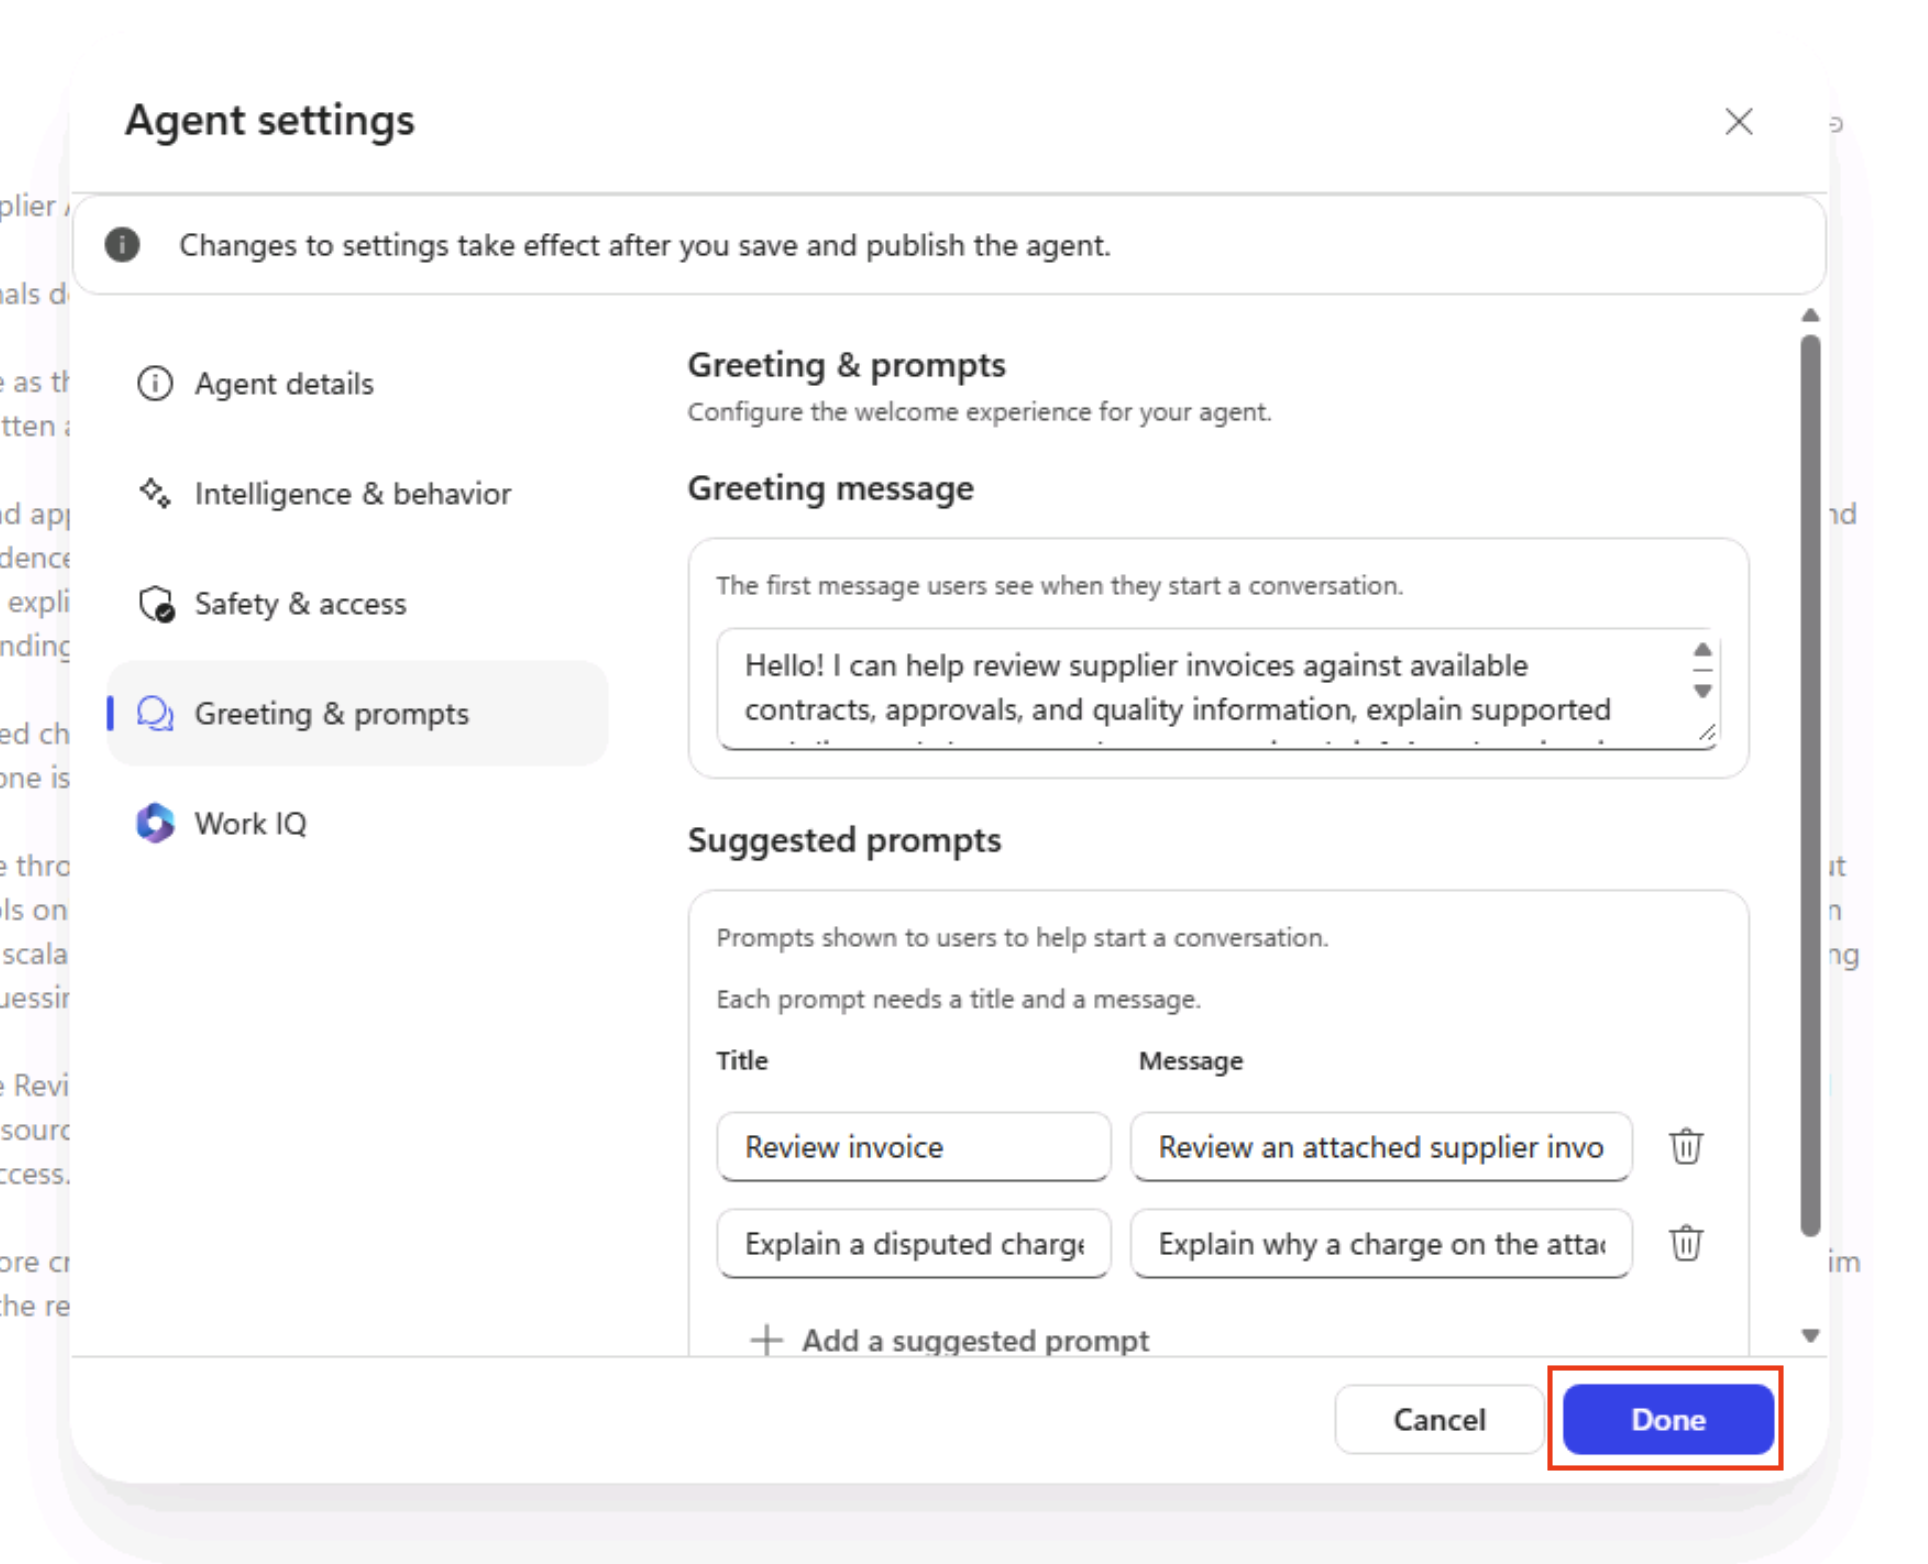 Agent settings
Changes to settings take effect after you save and publish the agent.
Agent details
Intelligence & behavior
Safety & access
Greeting & prompts
Work IQ
Greeting & prompts
Configure the welcome experience for your agent.
Greeting message
The first message users see when they start a conversation.
Hello! I can help review supplier invoices against available
contracts, approvals, and quality information, explain supported
Suggested prompts
Prompts shown to users to help start a conversation.
Each prompt needs a title and a message.
Title Message
Review invoice Review an attached supplier invo
Explain a disputed charge Explain why a charge on the atta
Add a suggested prompt
Cancel Done